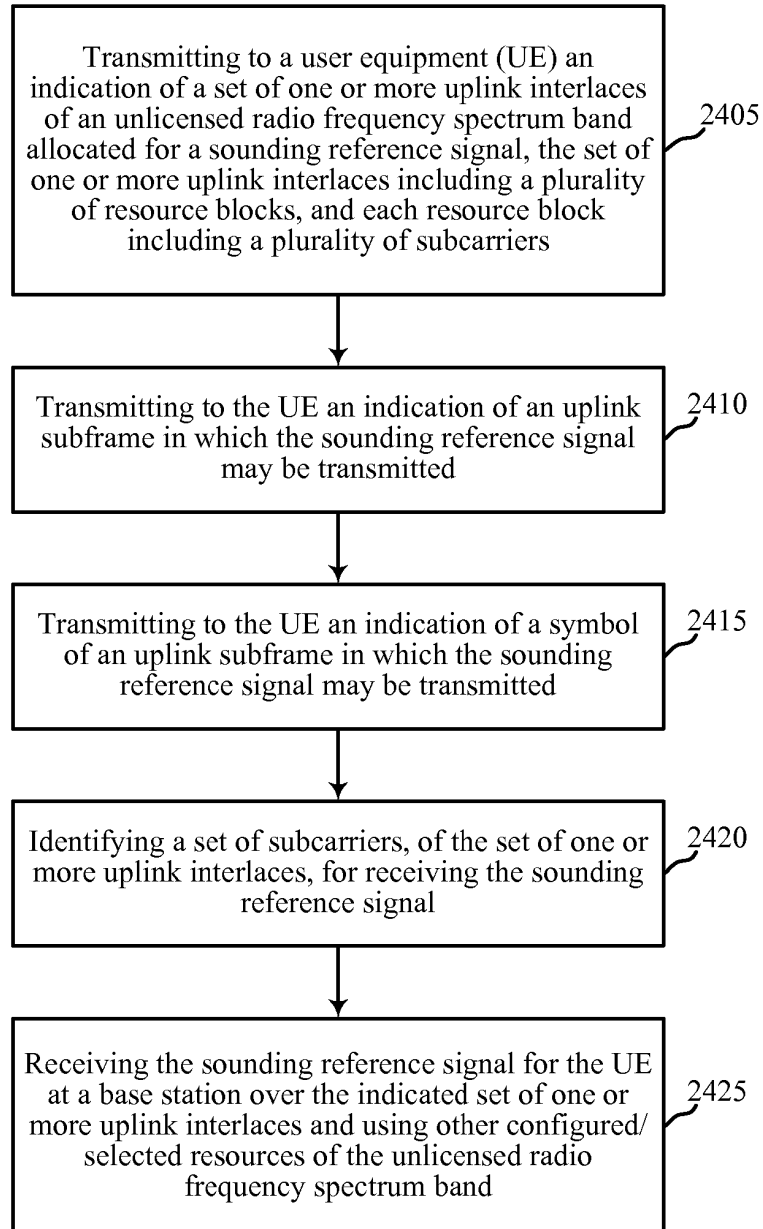 Transmitting to a user equipment (UE) an
indication of a set of one or more uplink interlaces
of an unlicensed radio frequency spectrum band
allocated for a sounding reference signal, the set of
one or more uplink interlaces including a plurality
of resource blocks, and each resource block
including a plurality of subcarriers
2405
Transmitting to the UE an indication of an uplink
subframe in which the sounding reference signal
may be transmitted
2410
Transmitting to the UE an indication of a symbol
of an uplink subframe in which the sounding
reference signal may be transmitted
2415
Identifying a set of subcarriers, of the set of one or
more uplink interlaces, for receiving the sounding
reference signal
2420
Receiving the sounding reference signal for the UE
at a base station over the indicated set of one or
more uplink interlaces and using other configured/
selected resources of the unlicensed radio
frequency spectrum band
2425